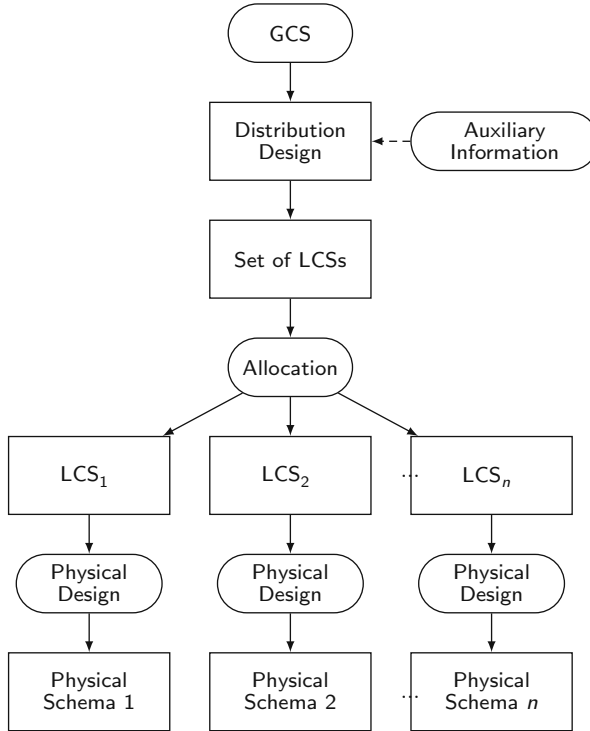 GCS
Distribution
Design
Auxiliary
Information
Set of LCSs
Allocation
LCS₁
LCS₂
...
LCSₙ
Physical
Design
Physical
Design
Physical
Design
Physical
Schema 1
Physical
Schema 2
...
Physical
Schema n